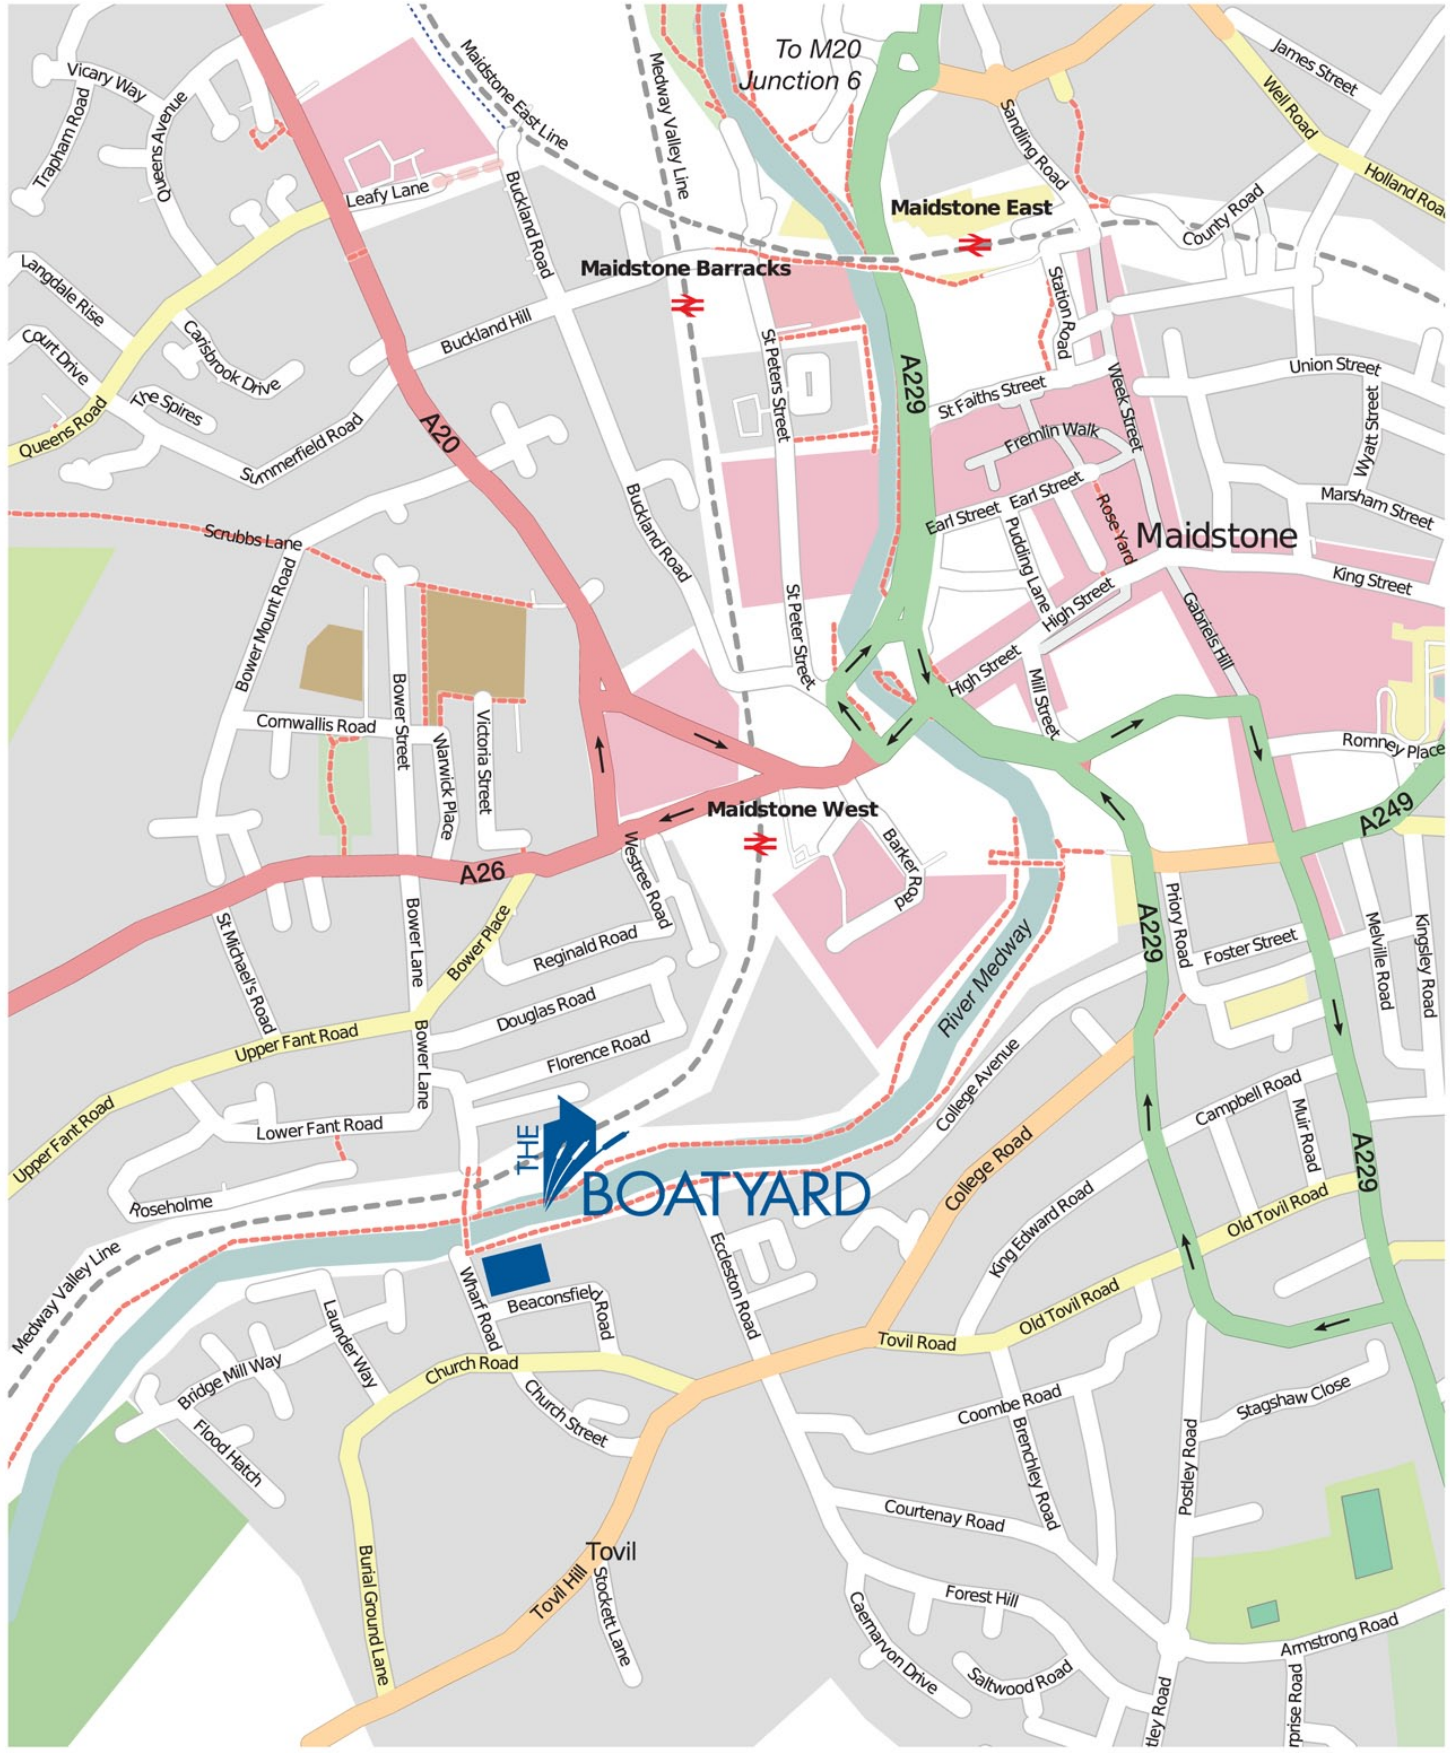 To M20
Junction 6
James Street
Well Road
Holland Roa
Vicary Way
Trapham Road
Queens Avenue
Maidstone East Line
Medway Valley Line
Sandling Road
Leafy Lane
Buckland Road
Maidstone East
County Road
Maidstone Barracks
Langdale Rise
Court Drive
Carisbrook Drive
The Spires
Queens Road
Buckland Hill
Summerfield Road
A20
St Peters Street
A229
Station Road
St Faiths Street
Week Street
Union Street
Wyatt Street
Fremlin Walk
Earl Street
Earl Street
Marsham Street
Rose Yard
Maidstone
Scrubbs Lane
Buckland Road
Pudding Lane
High Street
King Street
Bower Mount Road
St Peter Street
High Street
Gabriels Hill
Mill Street
Cornwallis Road
Bower Street
Warwick Place
Victoria Street
Romney Place
Maidstone West
A249
A26
Westree Road
Barker Road
St Michael's Road
Bower Lane
Bower Place
Reginald Road
River Medway
A229
Priory Road
Foster Street
Melville Road
Kingsley Road
Douglas Road
Upper Fant Road
Florence Road
Bower Lane
College Avenue
Campbell Road
Muir Road
Upper Fant Road
Lower Fant Road
THE
BOATYARD
College Road
A229
Roseholme
King Edward Road
Old Tovil Road
Medway Valley Line
Wharf Road
Beaconsfield Road
Eccleston Road
Launder Way
Old Tovil Road
Tovil Road
Bridge Mill Way
Church Road
Flood Hatch
Church Street
Coombe Road
Stagshaw Close
Brenchley Road
Postley Road
Courtenay Road
Tovil
Burial Ground Lane
Tovil Hill
Stockett Lane
Forest Hill
Caernarvon Drive
Armstrong Road
Saltwood Road
tley Road
rprise Road